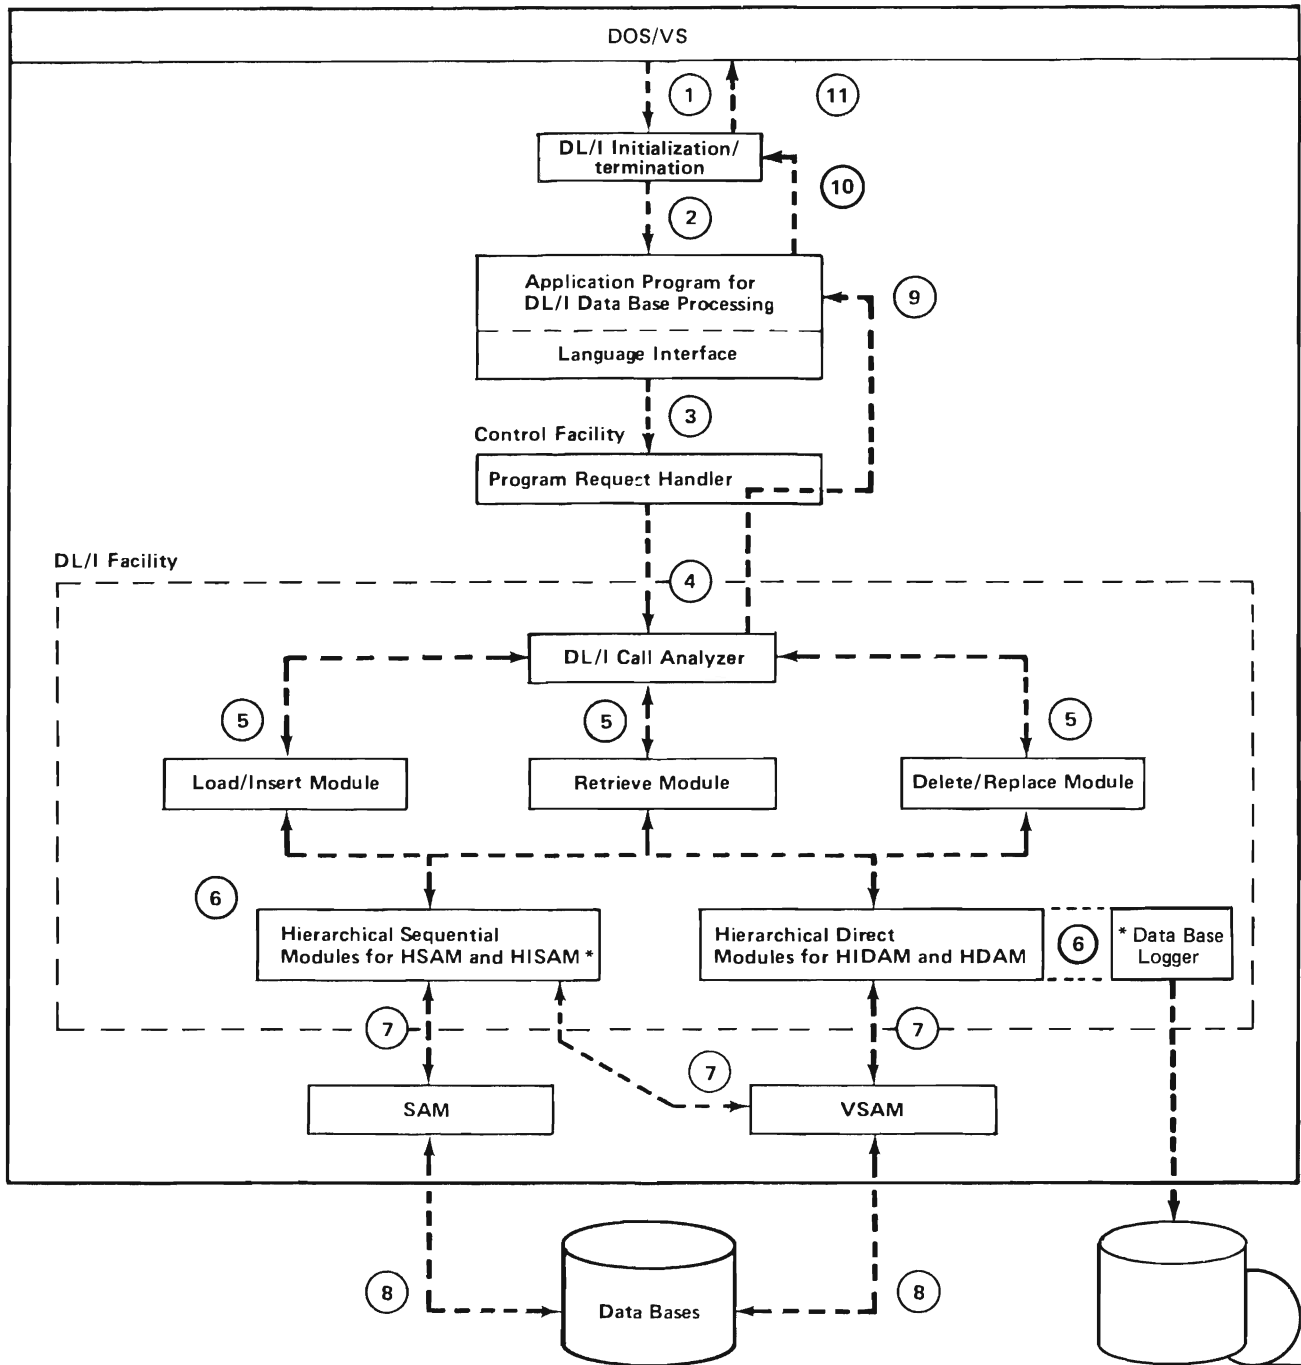 DOS/VS
1
11
DL/I Initialization/
termination
10
2
Application Program for
DL/I Data Base Processing
9
Language Interface
3
Control Facility
Program Request Handler
DL/I Facility
4
DL/I Call Analyzer
5
5
5
Load/Insert Module
Retrieve Module
Delete/Replace Module
6
Hierarchical Sequential
Modules for HSAM and HISAM *
Hierarchical Direct
Modules for HIDAM and HDAM
6
* Data Base
Logger
7
7
7
SAM
VSAM
8
8
Data Bases